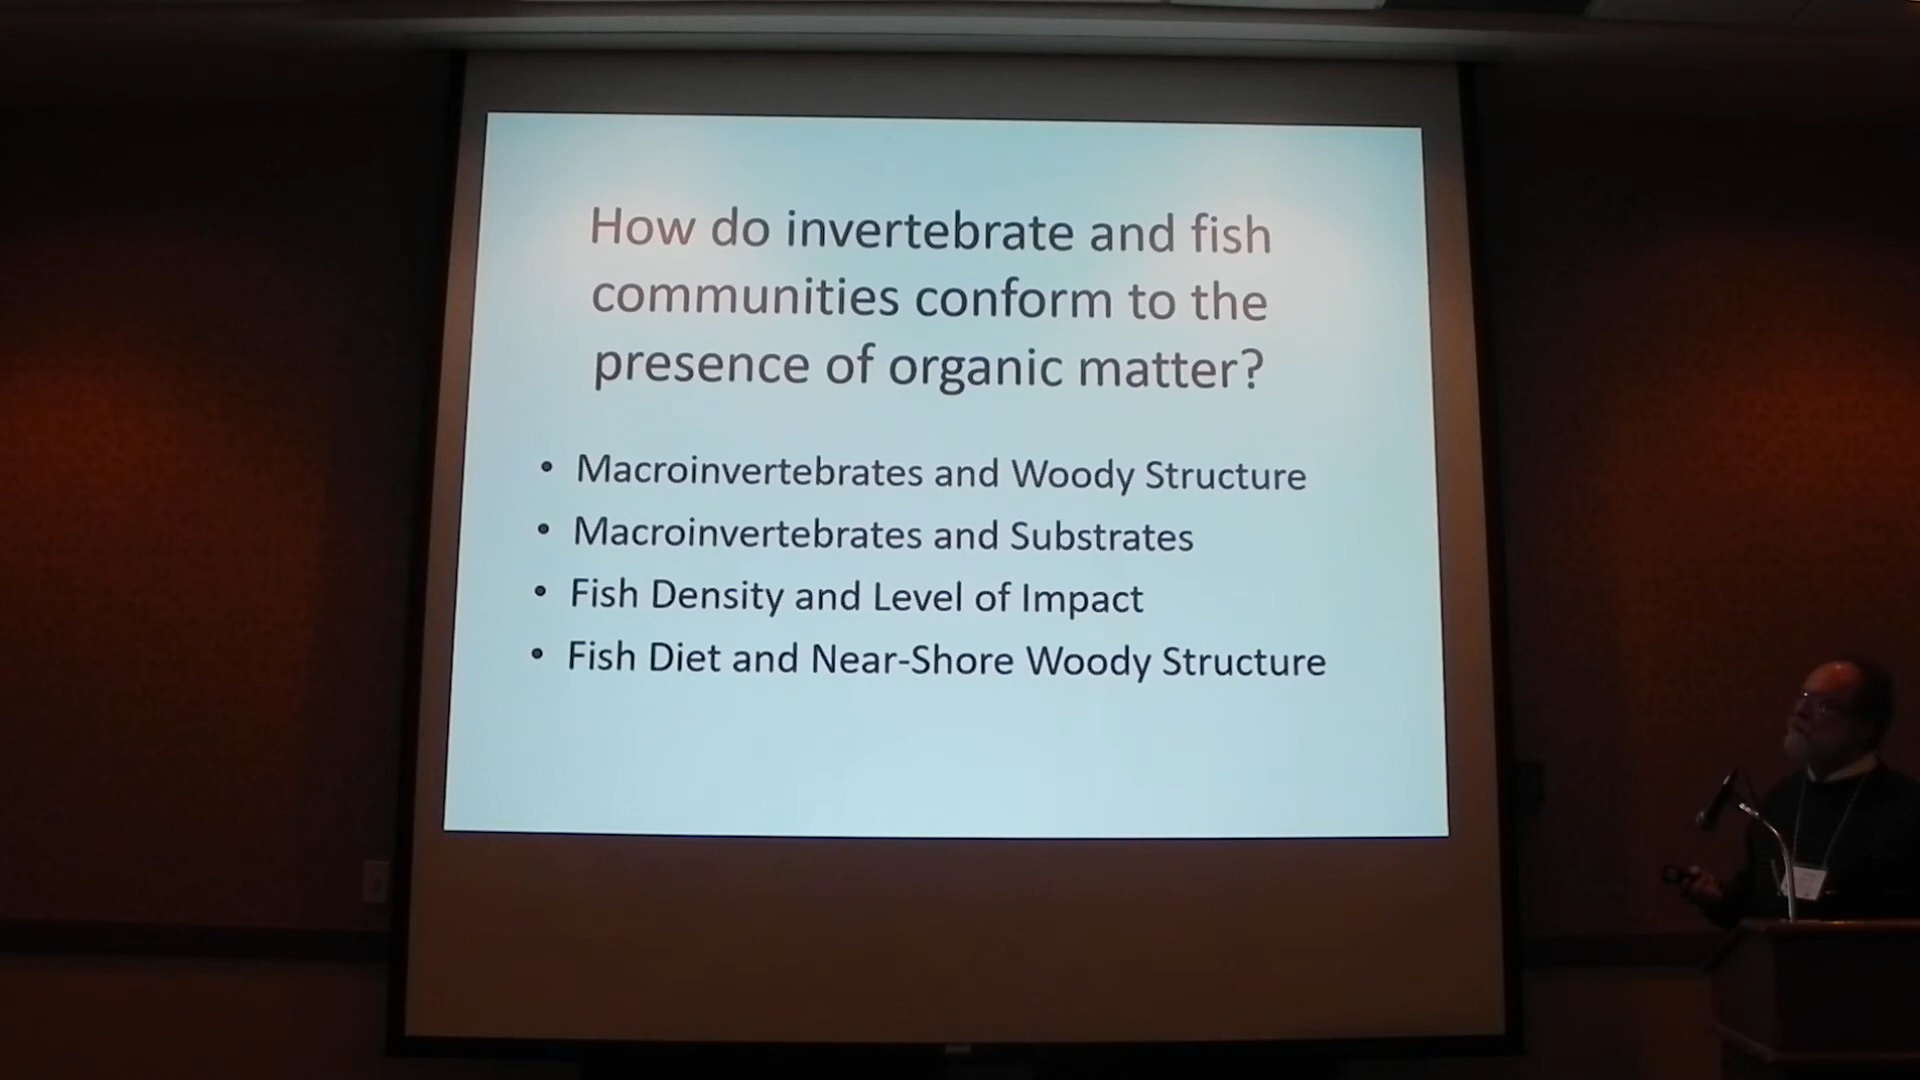 How do invertebrate and fish
communities conform to the
presence of organic matter?
• Macroinvertebrates and Woody Structure
• Macroinvertebrates and Substrates
• Fish Density and Level of Impact
• Fish Diet and Near-Shore Woody Structure